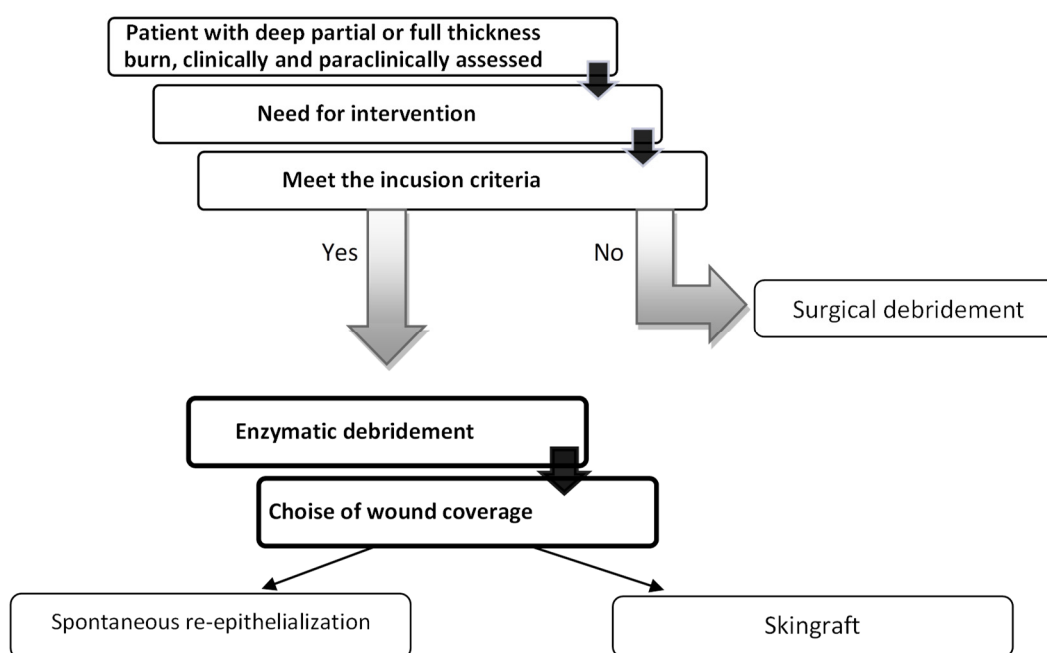 Patient with deep partial or full thickness
burn, clinically and paraclinically assessed
Need for intervention
Meet the incusion criteria
Yes
No
Surgical debridement
Enzymatic debridement
Choise of wound coverage
Spontaneous re-epithelialization
Skingraft